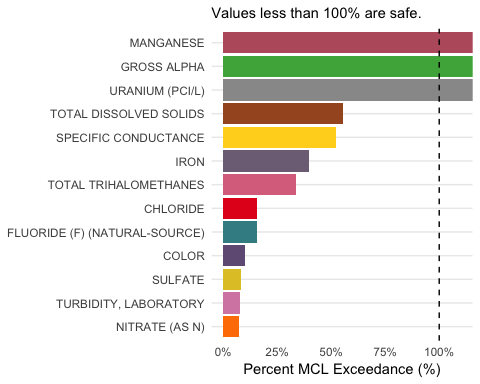 Values less than 100% are safe.
MANGANESE
GROSS ALPHA
URANIUM (PCI/L)
TOTAL DISSOLVED SOLIDS
SPECIFIC CONDUCTANCE
IRON
TOTAL TRIHALOMETHANES
CHLORIDE
FLUORIDE (F) (NATURAL-SOURCE)
COLOR
SULFATE
TURBIDITY, LABORATORY
NITRATE (AS N)
0% 25% 50% 75% 100%
Percent MCL Exceedance (%)